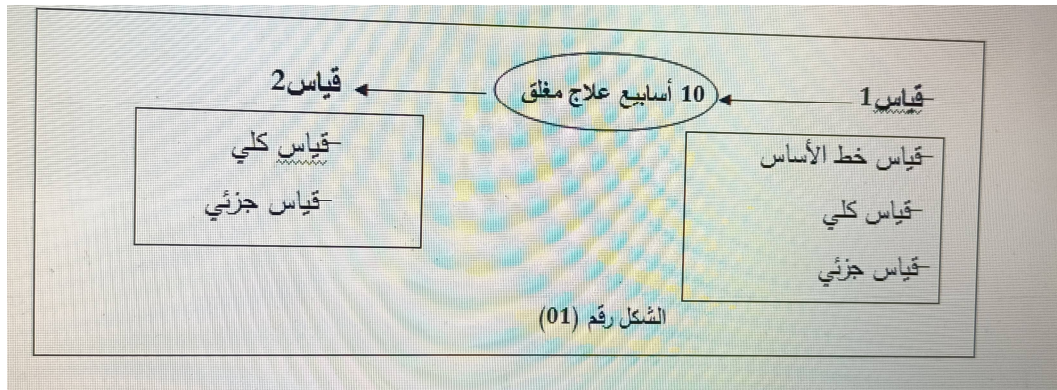 قياس1
10 أسابيع علاج مغلق
قياس2
قياس خط الأساس
قياس كلي
قياس جزئي
قياس كلي
قياس جزئي
الشكل رقم (01)